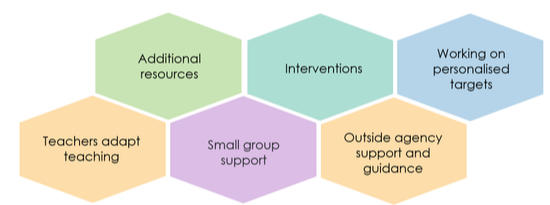 Additional
resources
Interventions
Working on
personalised
targets
Teachers adapt
teaching
Small group
support
Outside agency
support and
guidance